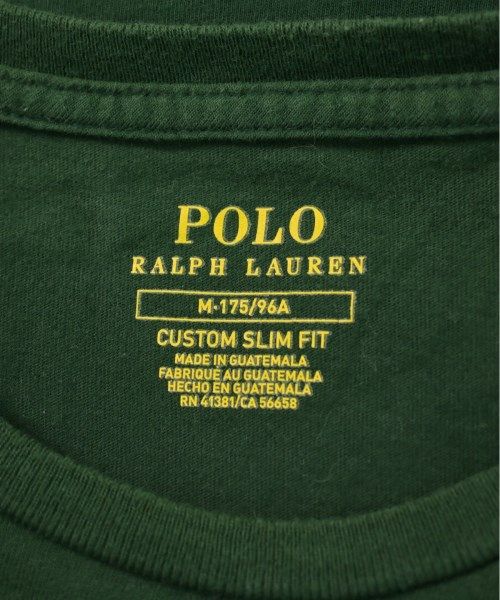 POLO
RALPH LAUREN
M·175/96A
CUSTOM SLIM FIT
MADE IN GUATEMALA
FABRIQUÉ AU GUATEMALA
HECHO EN GUATEMALA
RN 41381/CA 56658